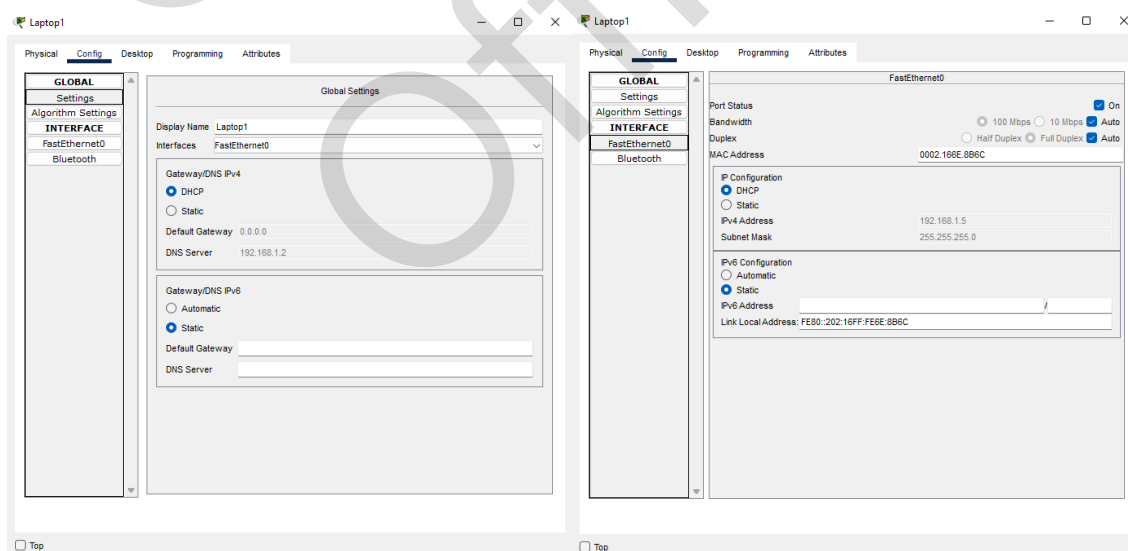 Laptop1
Physical Config Desktop Programming Attributes
GLOBAL
Settings
Algorithm Settings
INTERFACE
FastEthernet0
Bluetooth
Global Settings
Display Name Laptop1
Interfaces FastEthernet0
Gateway/DNS IPv4
DHCP
Static
Default Gateway 0.0.0.0
DNS Server 192.168.1.2
Gateway/DNS IPv6
Automatic
Static
Default Gateway
DNS Server
Top
Laptop1
Physical Config Desktop Programming Attributes
GLOBAL
Settings
Algorithm Settings
INTERFACE
FastEthernet0
Bluetooth
FastEthernet0
Port Status On
Bandwidth 100 Mbps 10 Mbps Auto
Duplex Half Duplex Full Duplex Auto
MAC Address 0002.166E.8B6C
IP Configuration
DHCP
Static
IPv4 Address 192.168.1.5
Subnet Mask 255.255.255.0
IPv6 Configuration
Automatic
Static
IPv6 Address /
Link Local Address: FE80::202:16FF:FE6E:8B6C
Top